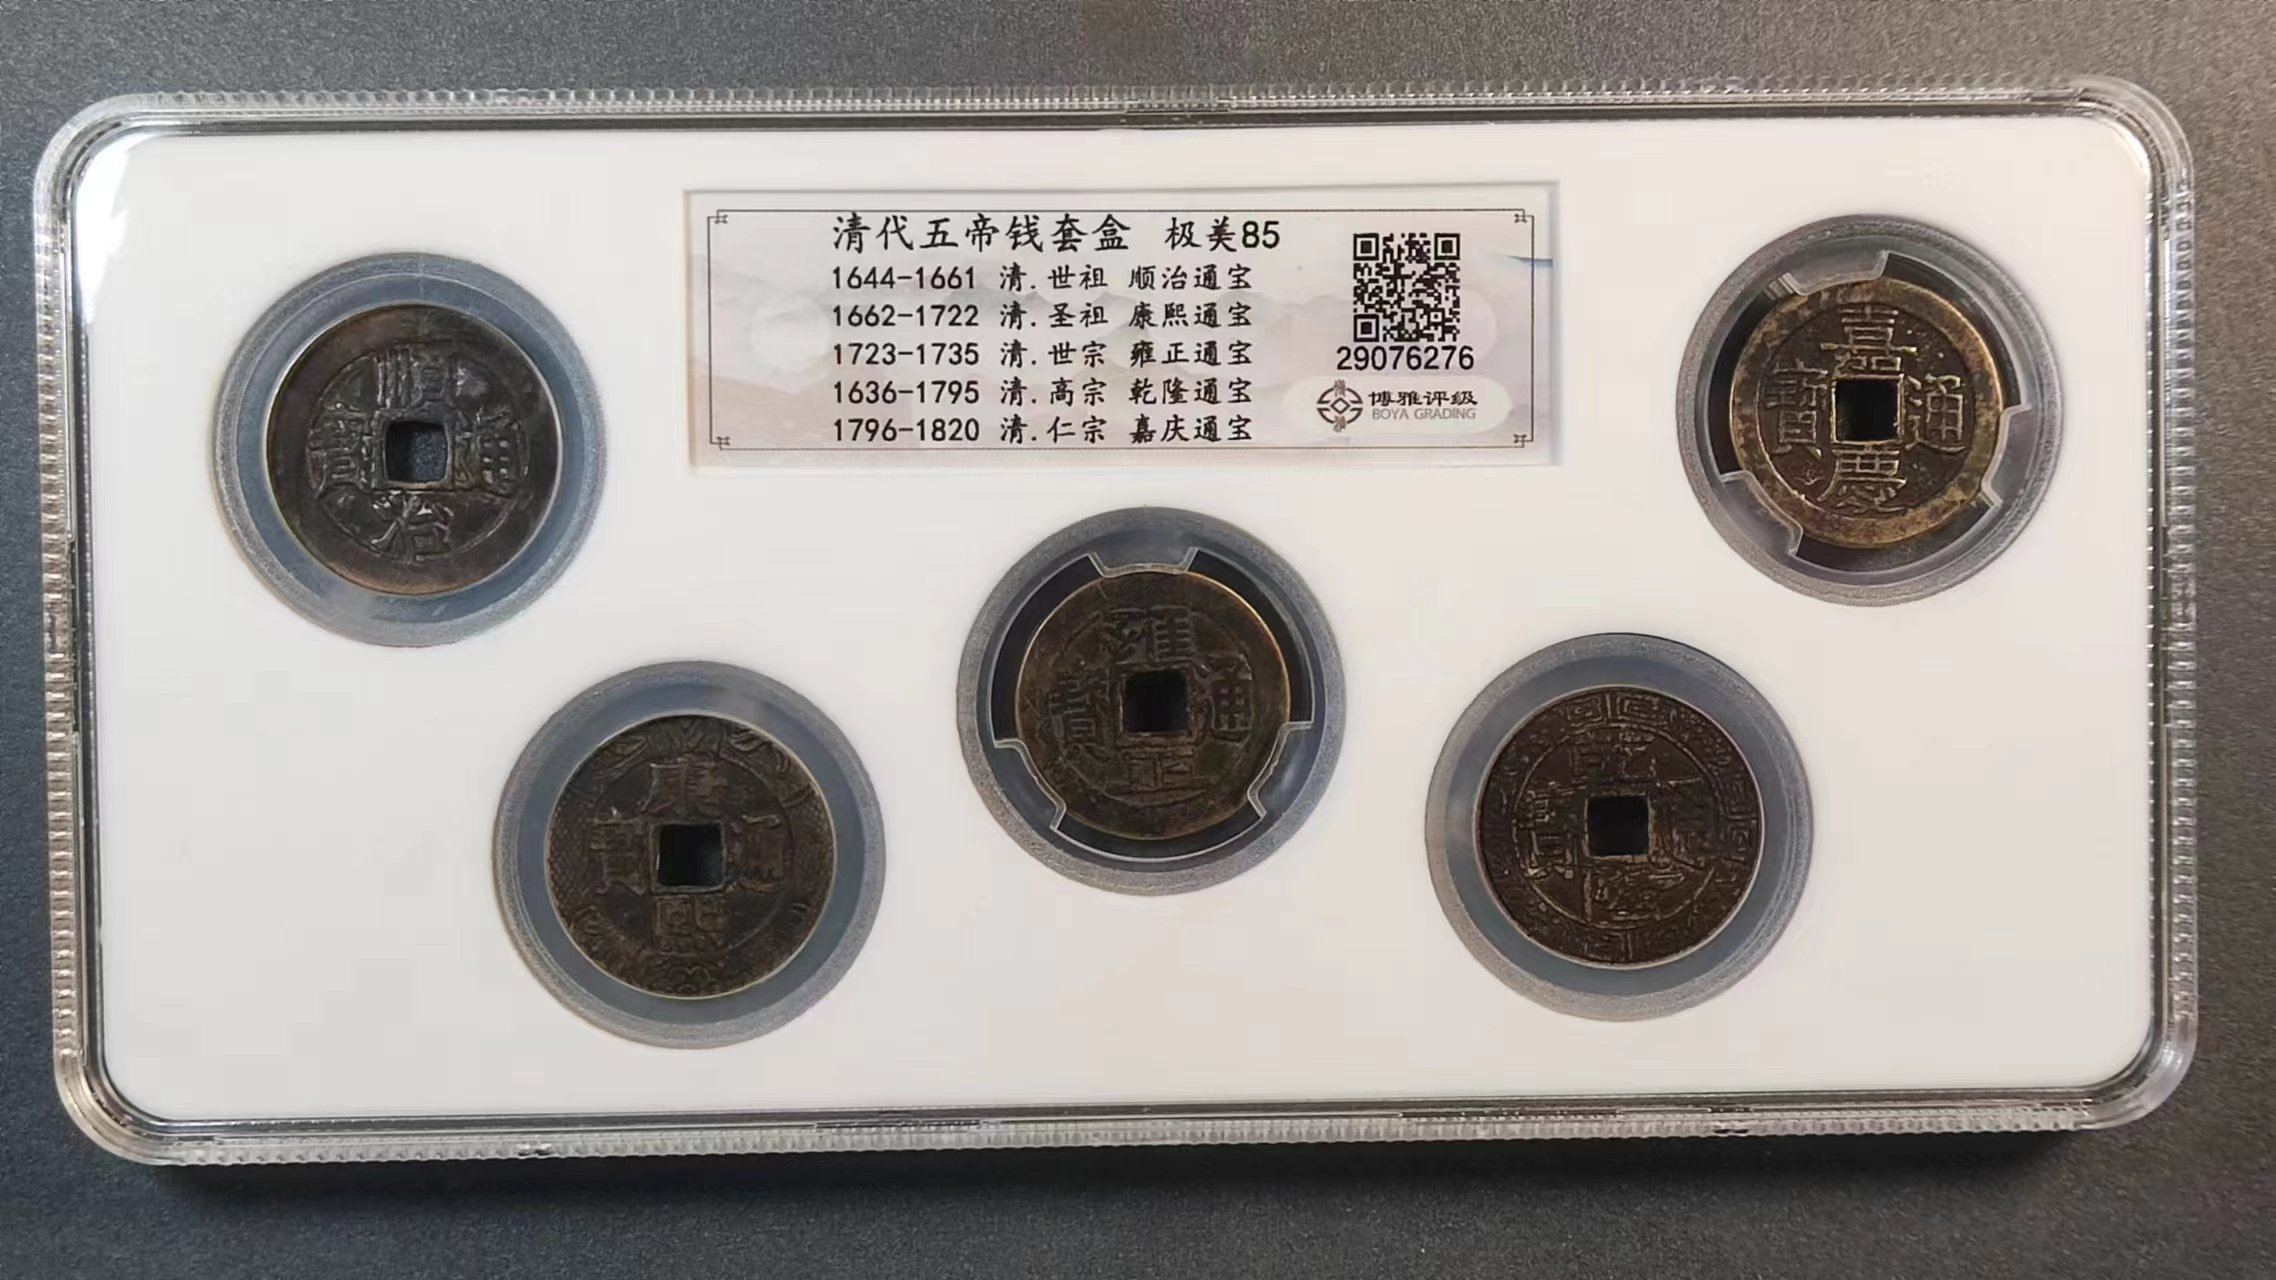 清代五帝钱套盒 极美85
1644-1661 清.世祖 顺治通宝
1662-1722 清.圣祖 康熙通宝
1723-1735 清.世宗 雍正通宝
1636-1795 清.高宗 乾隆通宝
1796-1820 清.仁宗 嘉庆通宝
29076276
博雅评级
BOYA GRADING
順治通寶
康熙通寶
雍正通寶
乾隆通寶
嘉慶通寶